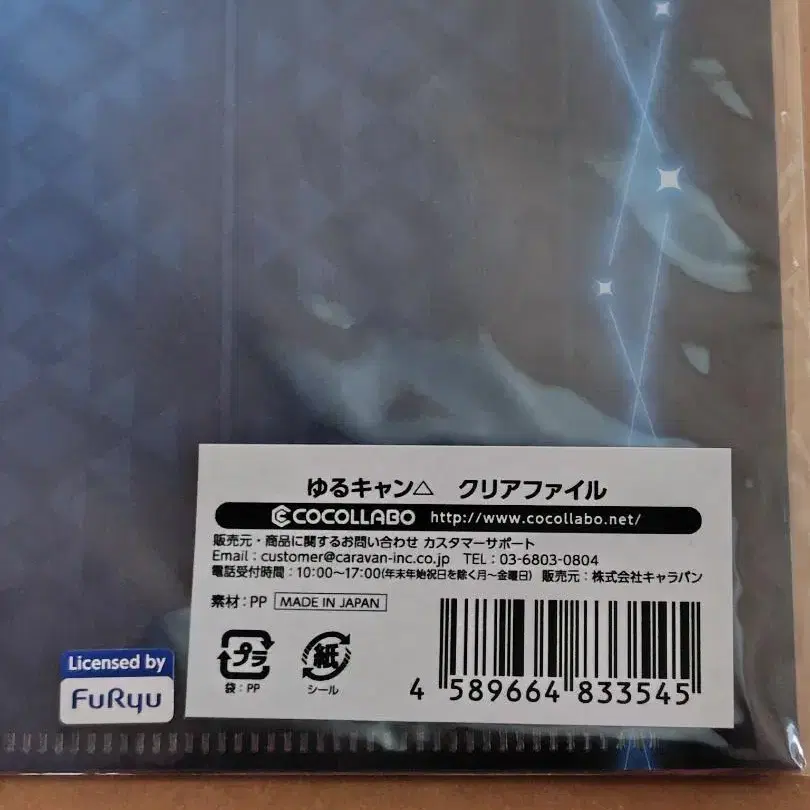 ゆるキャン△ クリアファイル
COCOLLABO http://www.cocollabo.net/
販売元・商品に関するお問い合わせ カスタマーサポート
Email：customer@caravan-inc.co.jp TEL：03-6803-0804
電話受付時間：10:00～17:00(年末年始祝日を除く月～金曜日) 販売元：株式会社キャラバン
素材：PP MADE IN JAPAN
プラ 紙
袋：PP シール
4 589664 833545
Licensed by
FuRyu